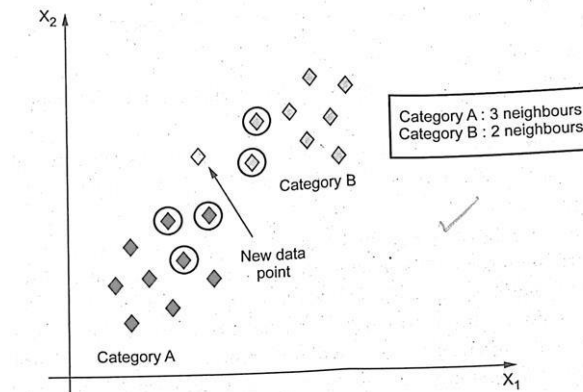 X2
Category A : 3 neighbours
Category B : 2 neighbours
Category B
New data
point
Category A
X1